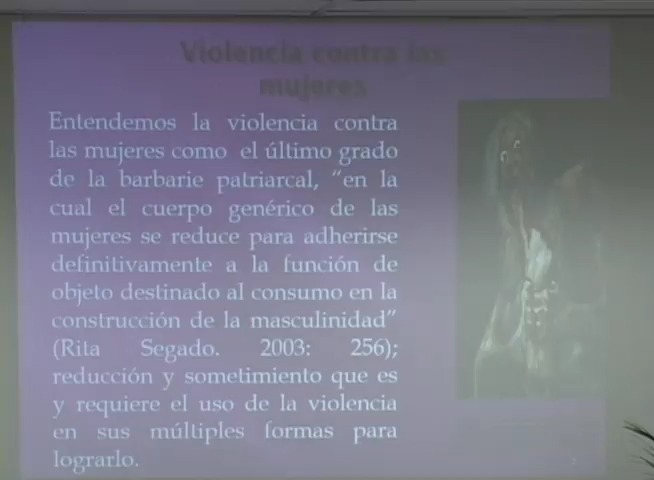 Violencia contra las
mujeres
Entendemos la violencia contra
las mujeres como el último grado
de la barbarie patriarcal, “en la
cual el cuerpo genérico de las
mujeres se reduce para adherirse
definitivamente a la función de
objeto destinado al consumo en la
construcción de la masculinidad”
(Rita Segado. 2003: 256);
reducción y sometimiento que es
y requiere el uso de la violencia
en sus múltiples formas para
lograrlo.